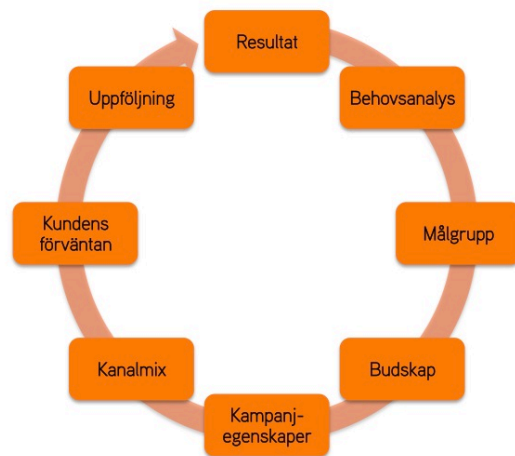 Resultat
Behovsanalys
Målgrupp
Budskap
Kampanj-
egenskaper
Kanalmix
Kundens
förväntan
Uppföljning